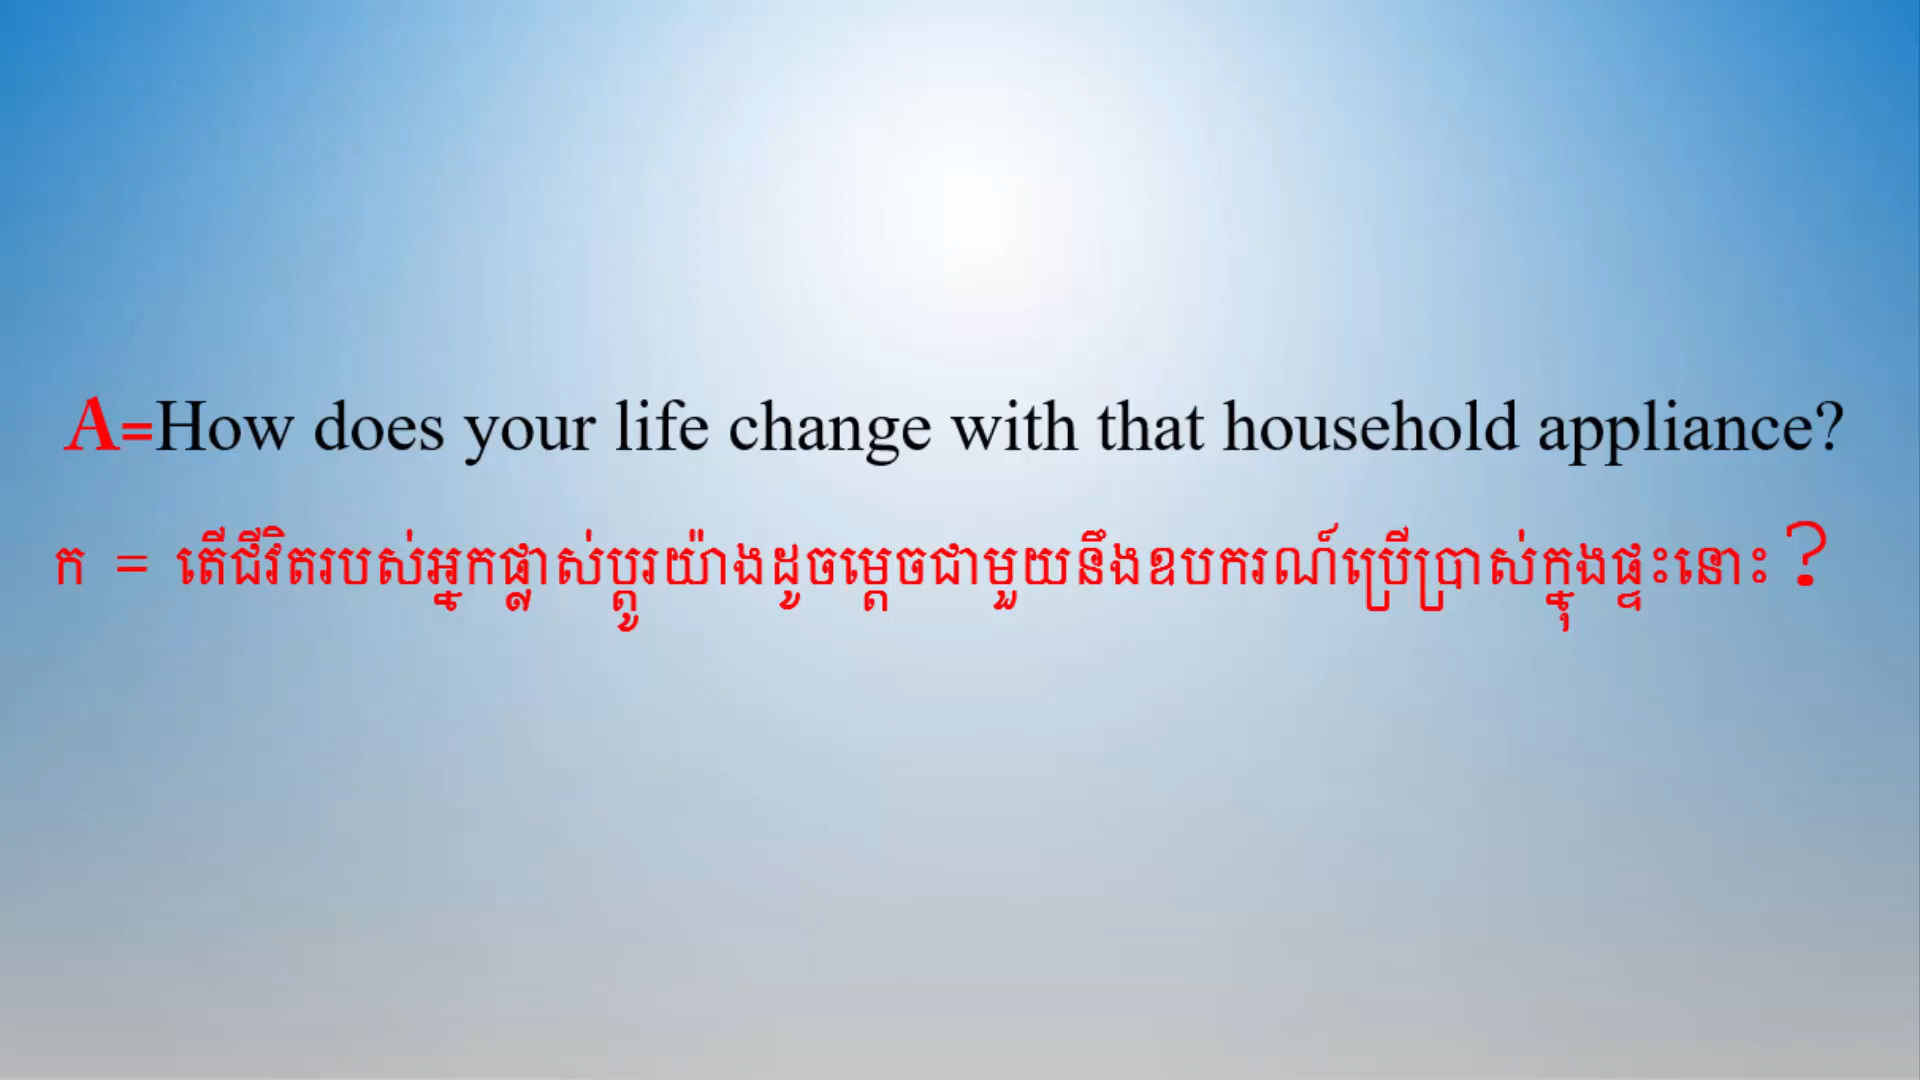 A=How does your life change with that household appliance?
ក = តើជីវិតរបស់អ្នកផ្លាស់ប្តូរយ៉ាងដូចម្តេចជាមួយនឹងឧបករណ៍ប្រើប្រាស់ក្នុងផ្ទះនោះ?